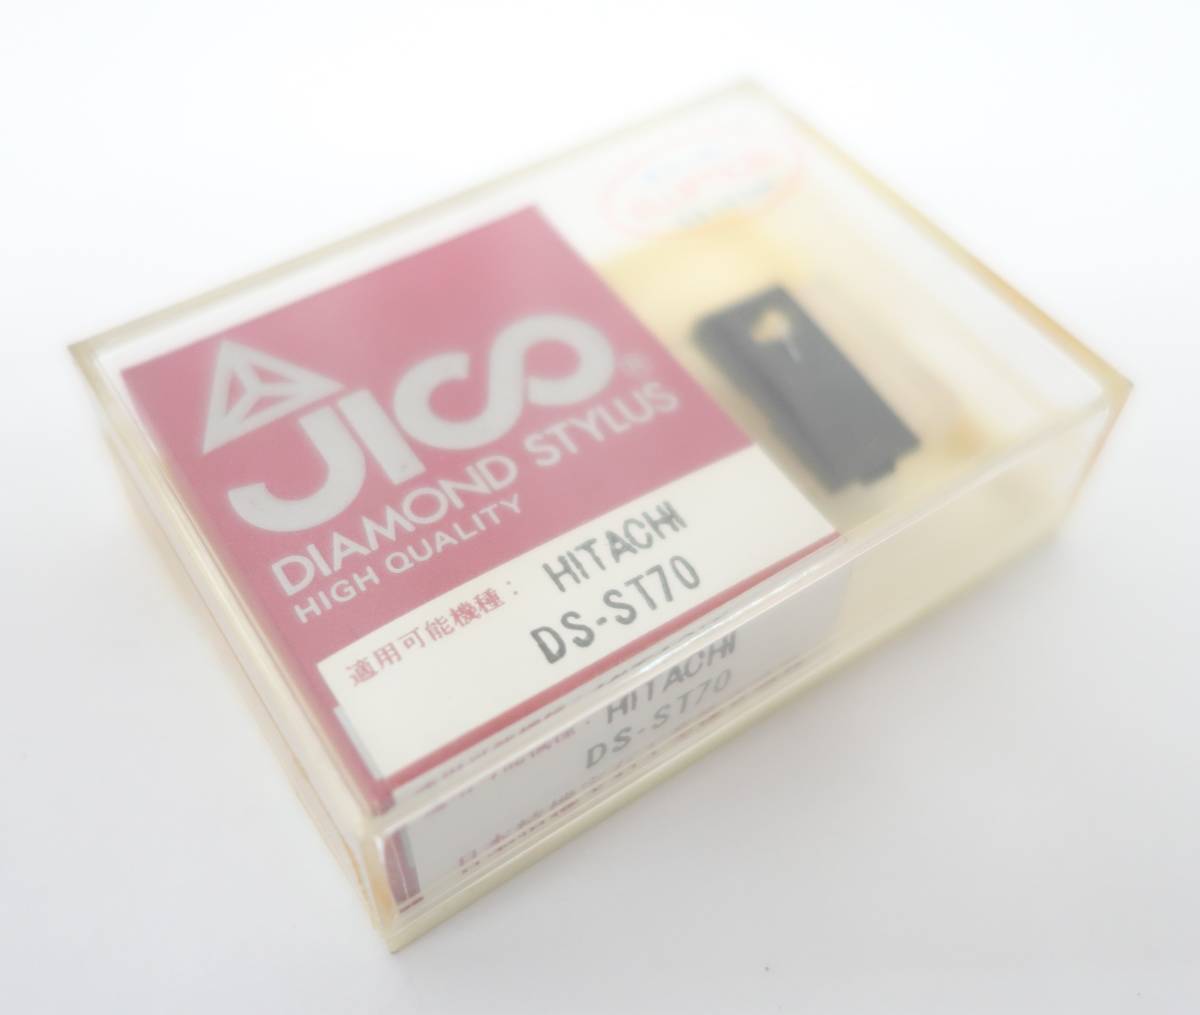 JICO®
DIAMOND STYLUS
HIGH QUALITY
適用可能機種： HITACHI
DS-ST70
HITACHI
DS-ST70